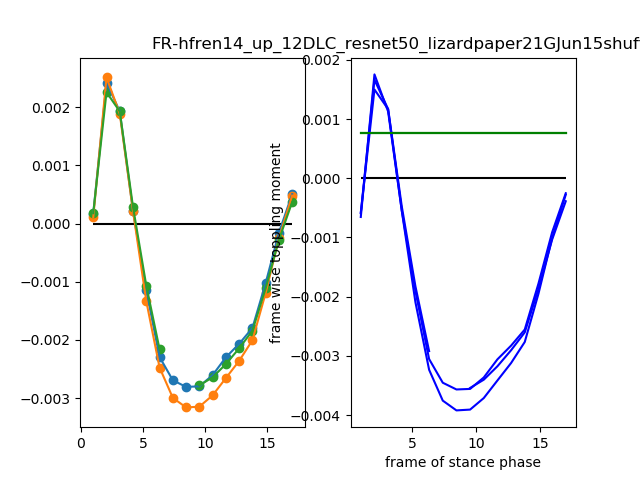 FR-hfren14_up_12DLC_resnet50_lizardpaper21GJun15shuf
0.002
0.001
0.000
−0.001
−0.002
−0.003
0 5 10 15
frame wise toppling moment
0.002
0.001
0.000
−0.001
−0.002
−0.003
−0.004
5 10 15
frame of stance phase